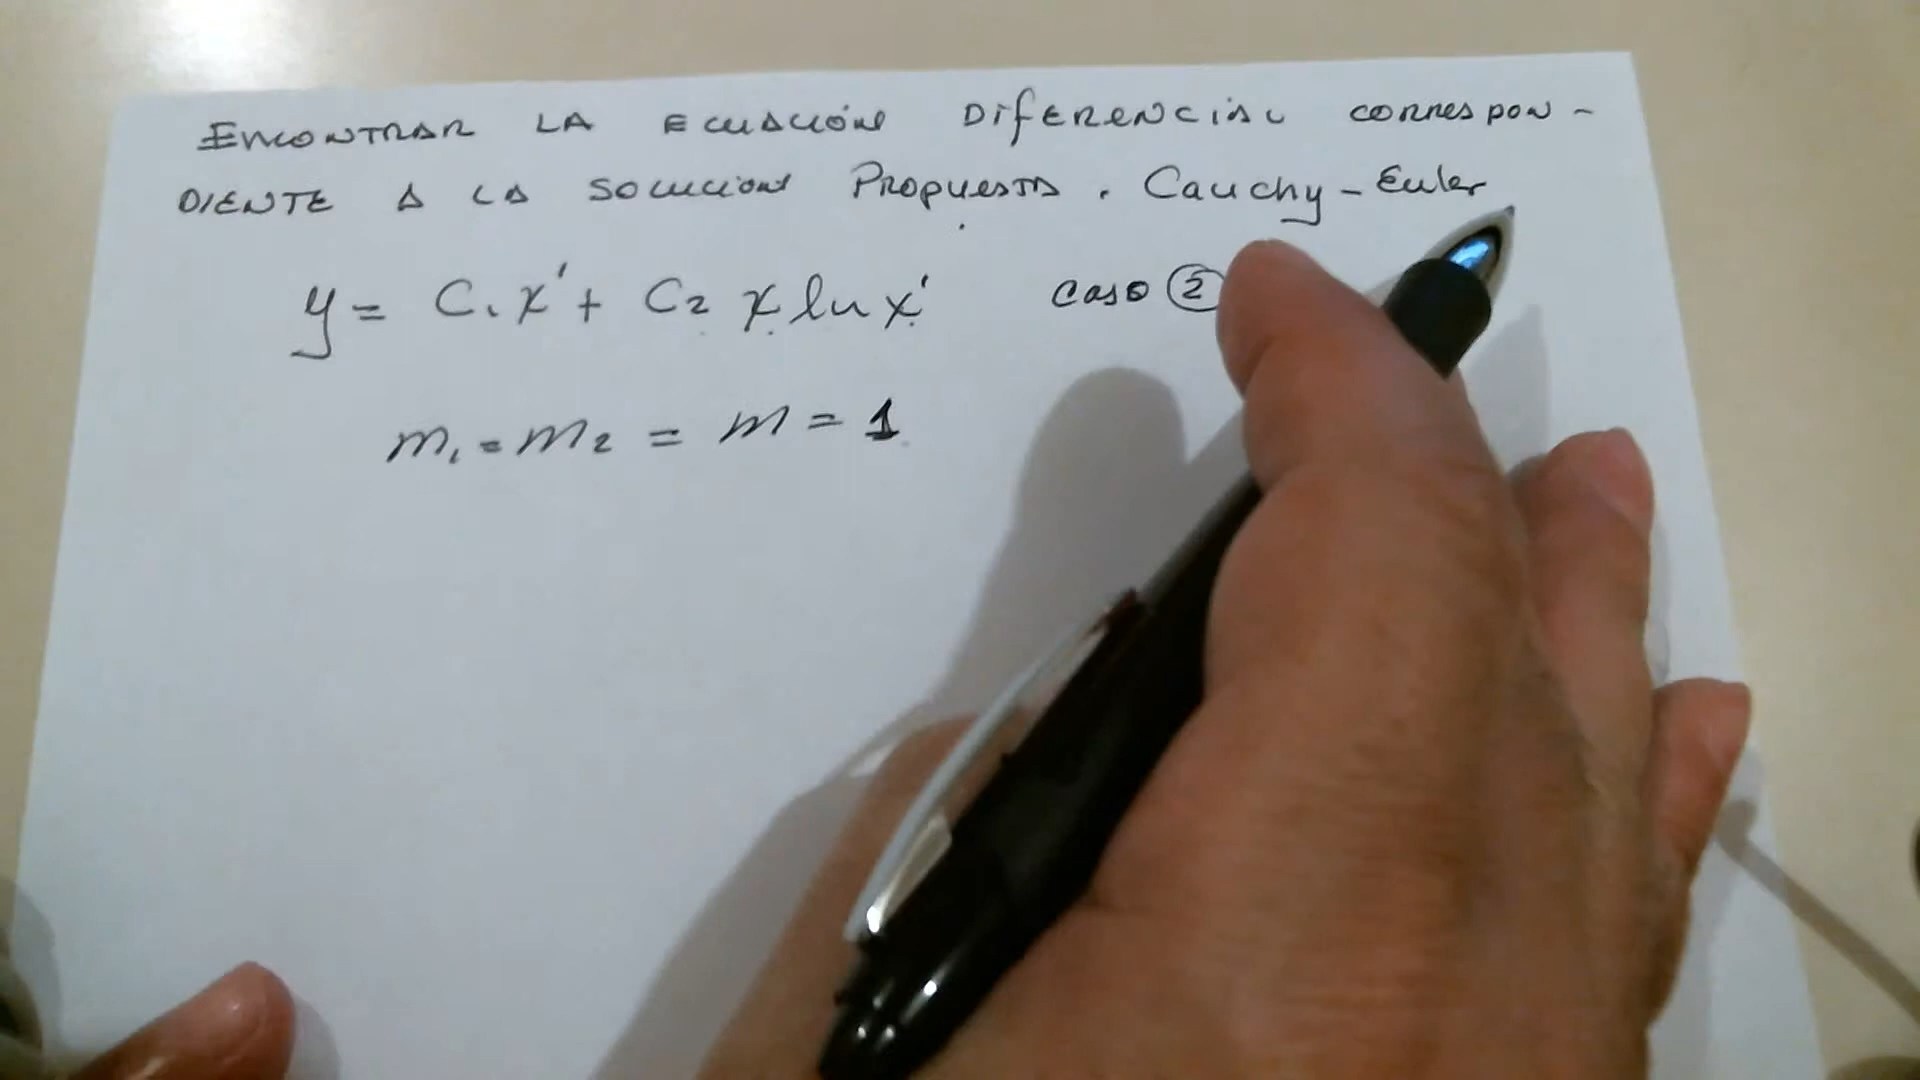 ENCONTRAR LA ECUACIÓN DIFERENCIAL CORRESPON-
DIENTE A LA SOLUCION PROPUESTA. Cauchy-Euler
y = C₁x¹ + C₂ x ln x¹ caso ②
m₁ = m₂ = m = 1